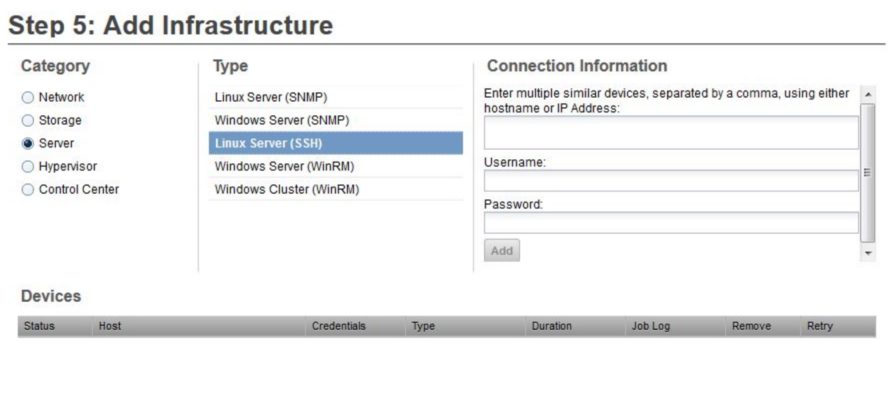 Step 5: Add Infrastructure
Category
Network
Storage
Server
Hypervisor
Control Center
Type
Linux Server (SNMP)
Windows Server (SNMP)
Linux Server (SSH)
Windows Server (WinRM)
Windows Cluster (WinRM)
Connection Information
Enter multiple similar devices, separated by a comma, using either
hostname or IP Address:
Username:
Password:
Add
Devices
Status Host Credentials Type Duration Job Log Remove Retry